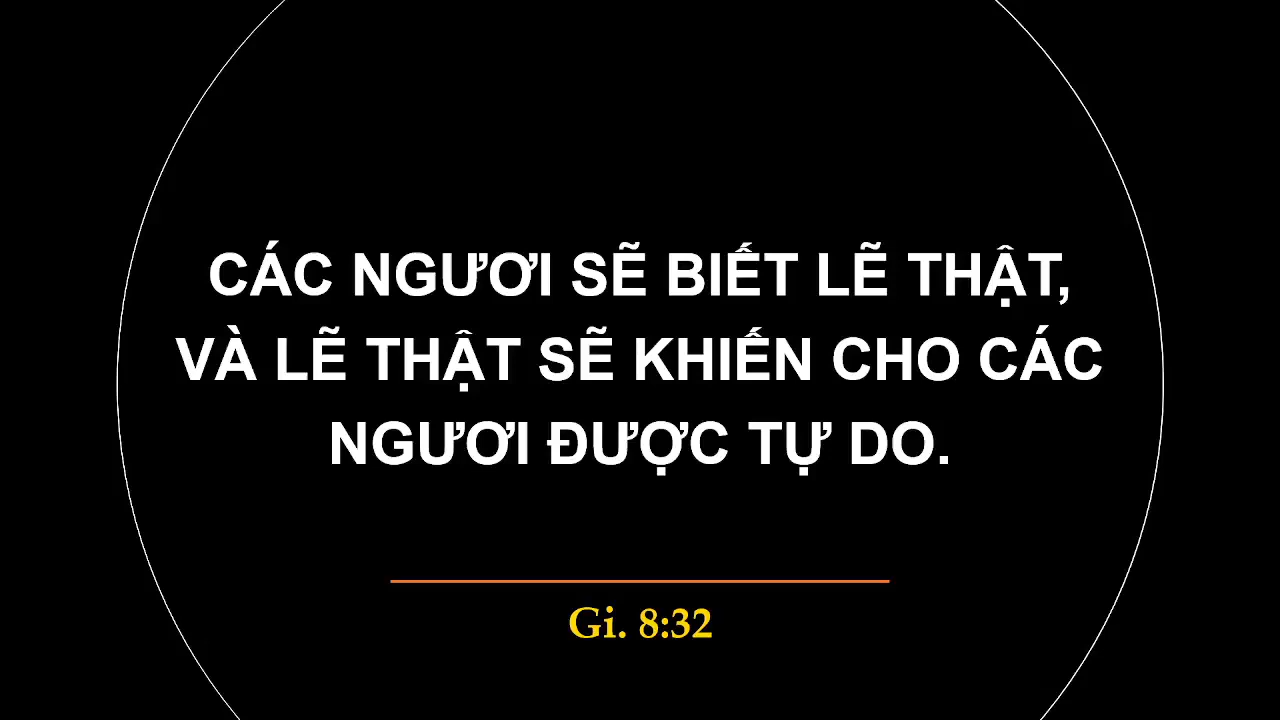 CÁC NGƯƠI SẼ BIẾT LẼ THẬT,
VÀ LẼ THẬT SẼ KHIẾN CHO CÁC
NGƯƠI ĐƯỢC TỰ DO.
Gi. 8:32